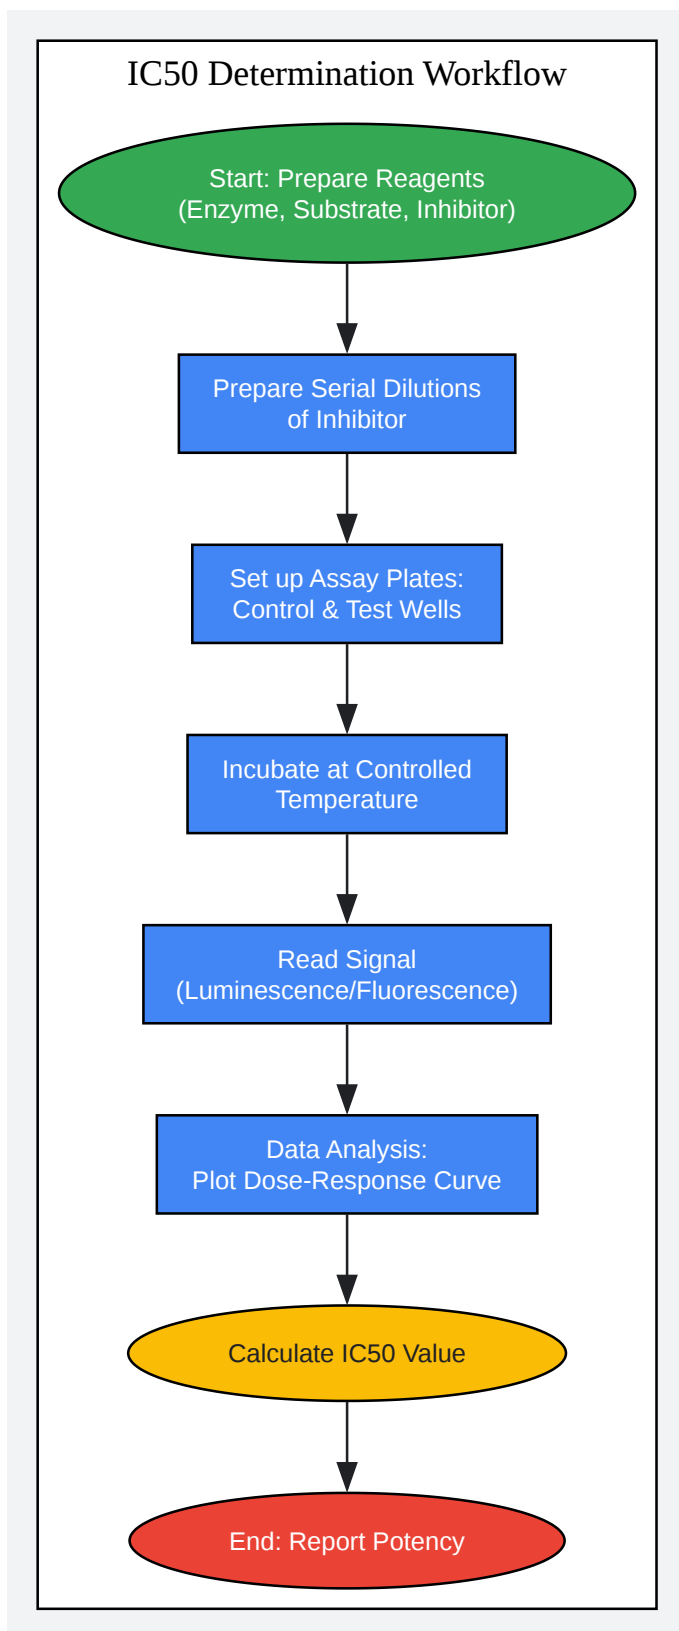 IC50 Determination Workflow
Start: Prepare Reagents
(Enzyme, Substrate, Inhibitor)
Prepare Serial Dilutions
of Inhibitor
Set up Assay Plates:
Control & Test Wells
Incubate at Controlled
Temperature
Read Signal
(Luminescence/Fluorescence)
Data Analysis:
Plot Dose-Response Curve
Calculate IC50 Value
End: Report Potency